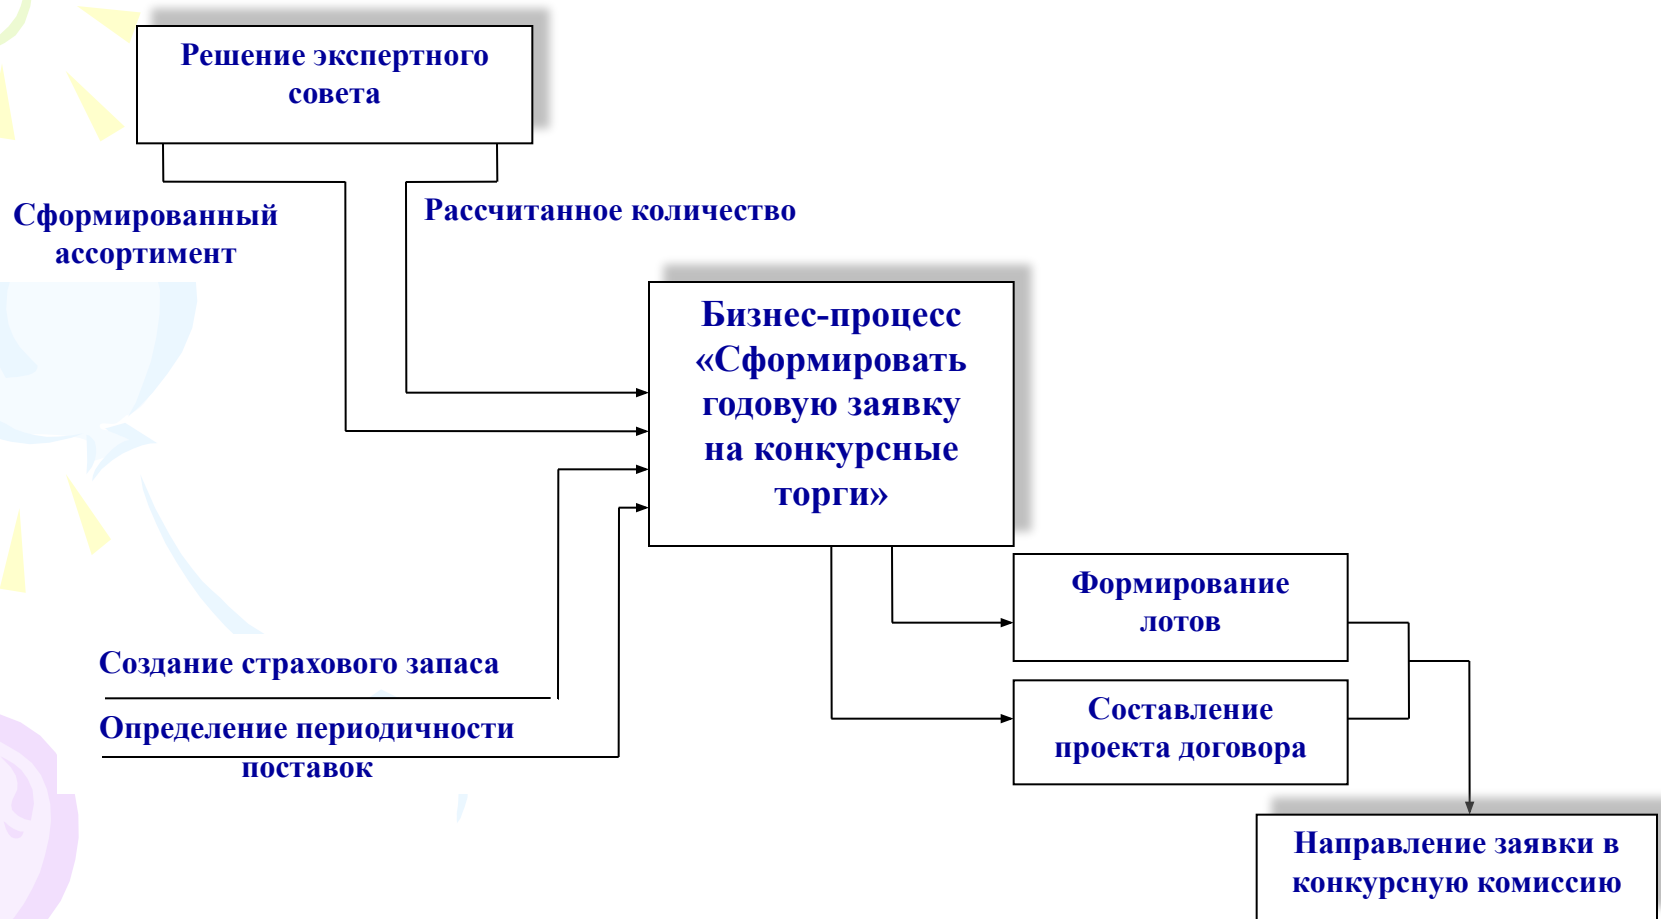 Решение экспертного
совета
Сформированный
ассортимент
Рассчитанное количество
Бизнес-процесс
«Сформировать
годовую заявку
на конкурсные
торги»
Формирование
лотов
Создание страхового запаса
Определение периодичности
поставок
Составление
проекта договора
Направление заявки в
конкурсную комиссию